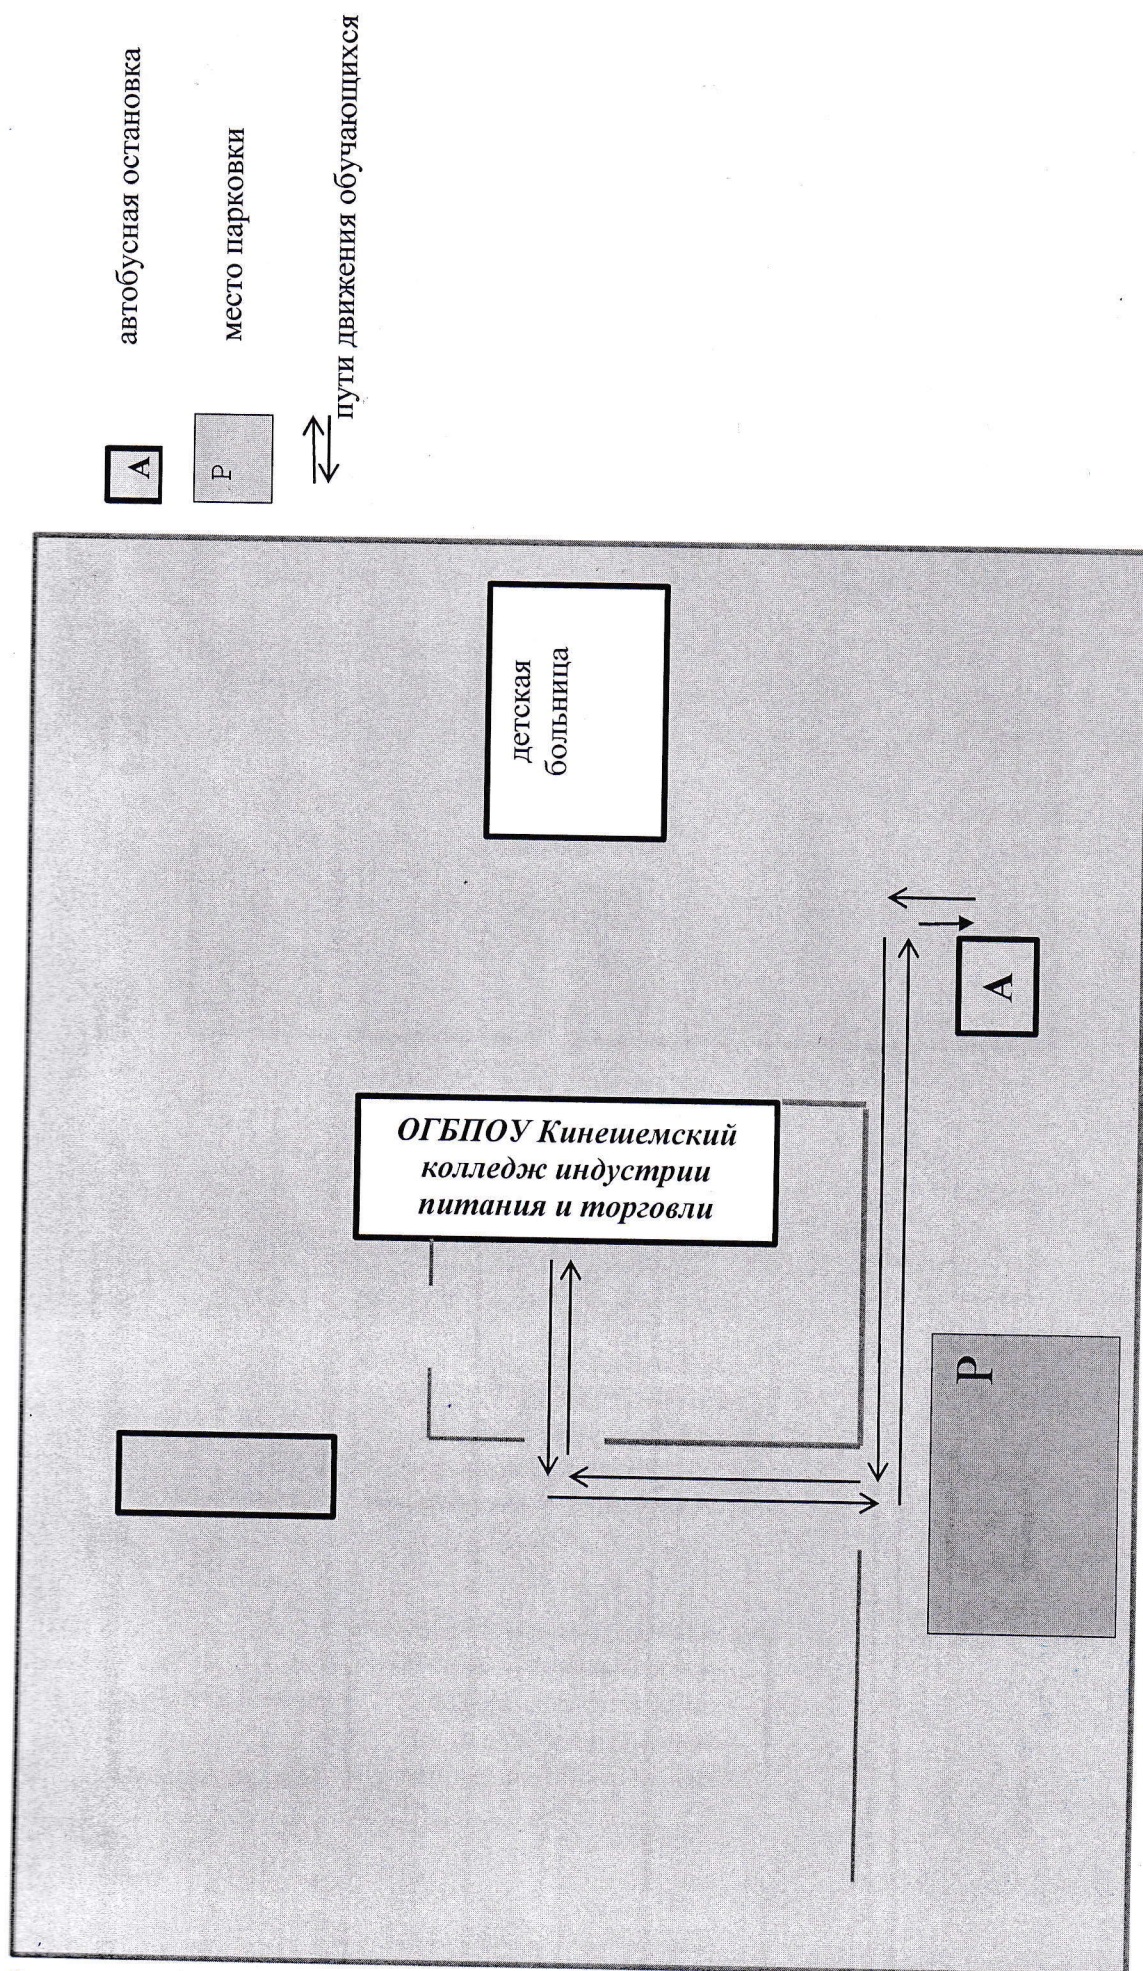 А
автобусная остановка
Р
место парковки
пути движения обучающихся
детская
больница
ОГБПОУ Кинешемский
колледж индустрии
питания и торговли
А
Р